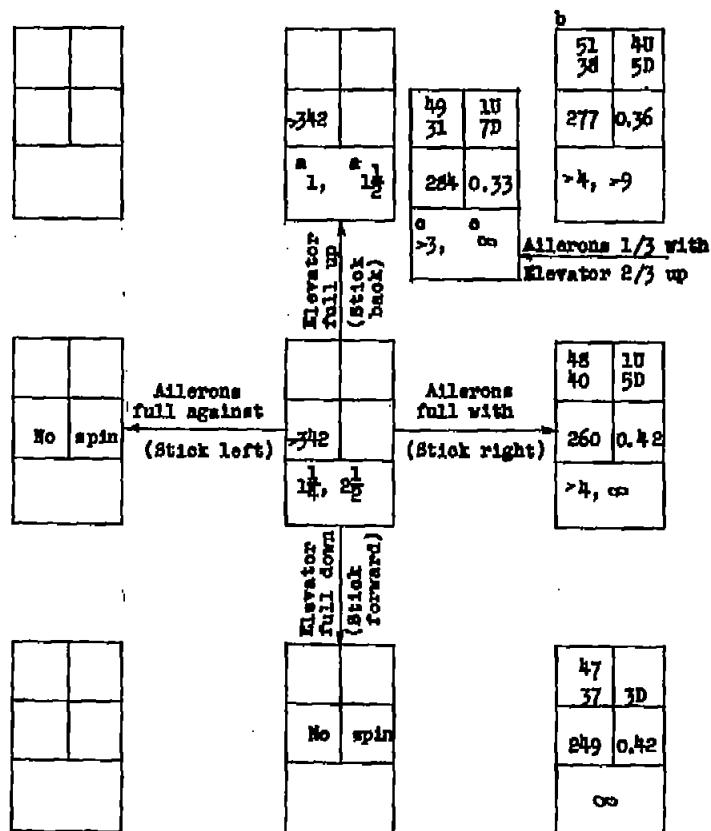 b
51 4U
38 5D
277 0.36
>4, >9
>342
a a
1, 1½
49 1U
31 7D
284 0.33
c c
>3, ∞
Ailerons 1/3 with
Elevator 2/3 up
Elevator full up
(Stick back)
No spin
Ailerons
full against
(Stick left)
>342
1¼, 2½
Ailerons
full with
(Stick right)
48 1U
40 5D
260 0.42
>4, ∞
Elevator full down
(Stick forward)
No spin
47
37 3D
249 0.42
∞